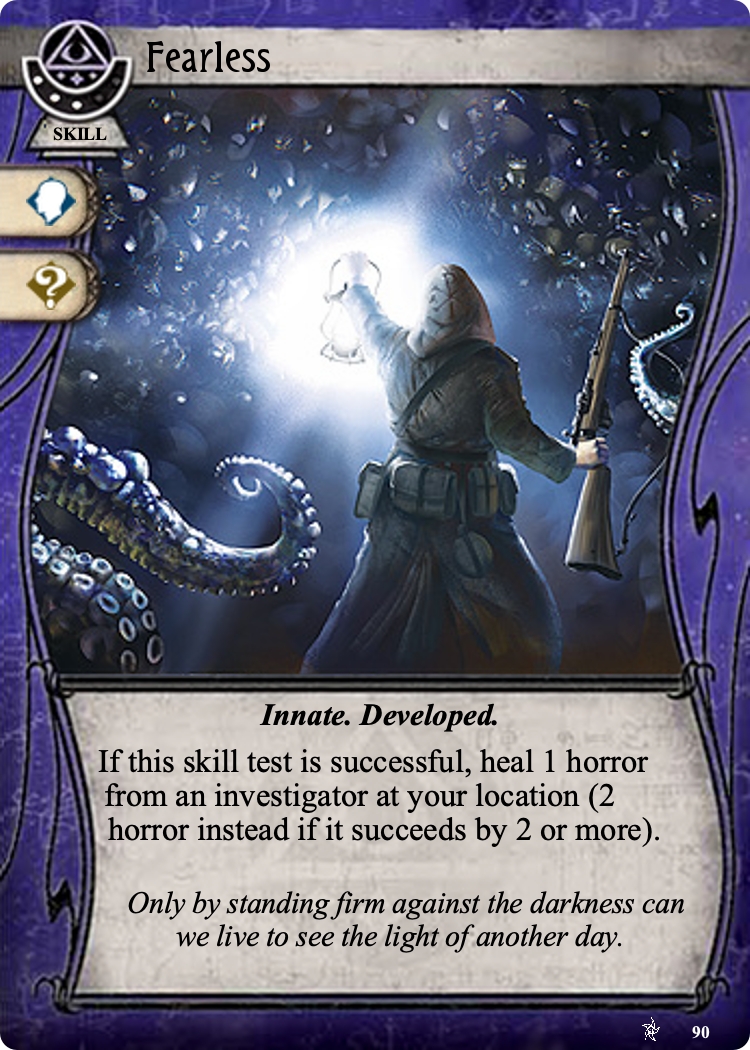 Fearless
SKILL
?
Innate. Developed.
If this skill test is successful, heal 1 horror
from an investigator at your location (2
horror instead if it succeeds by 2 or more).
Only by standing firm against the darkness can
we live to see the light of another day.
90